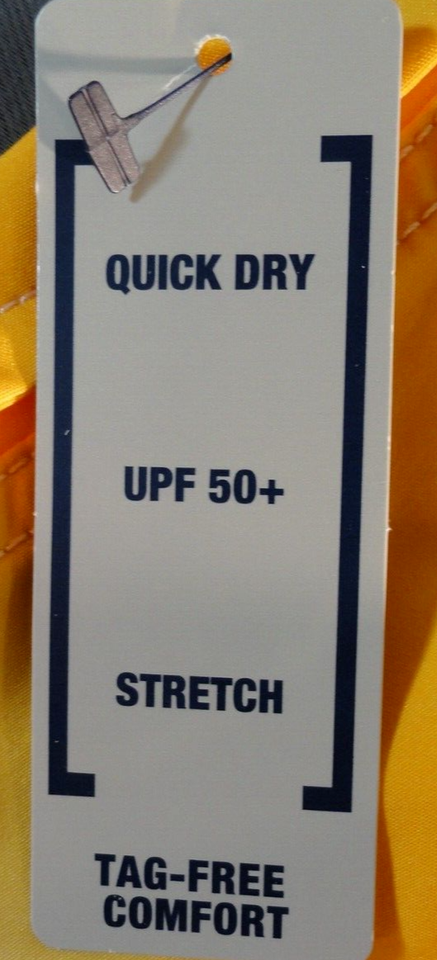 QUICK DRY
UPF 50+
STRETCH
TAG-FREE
COMFORT